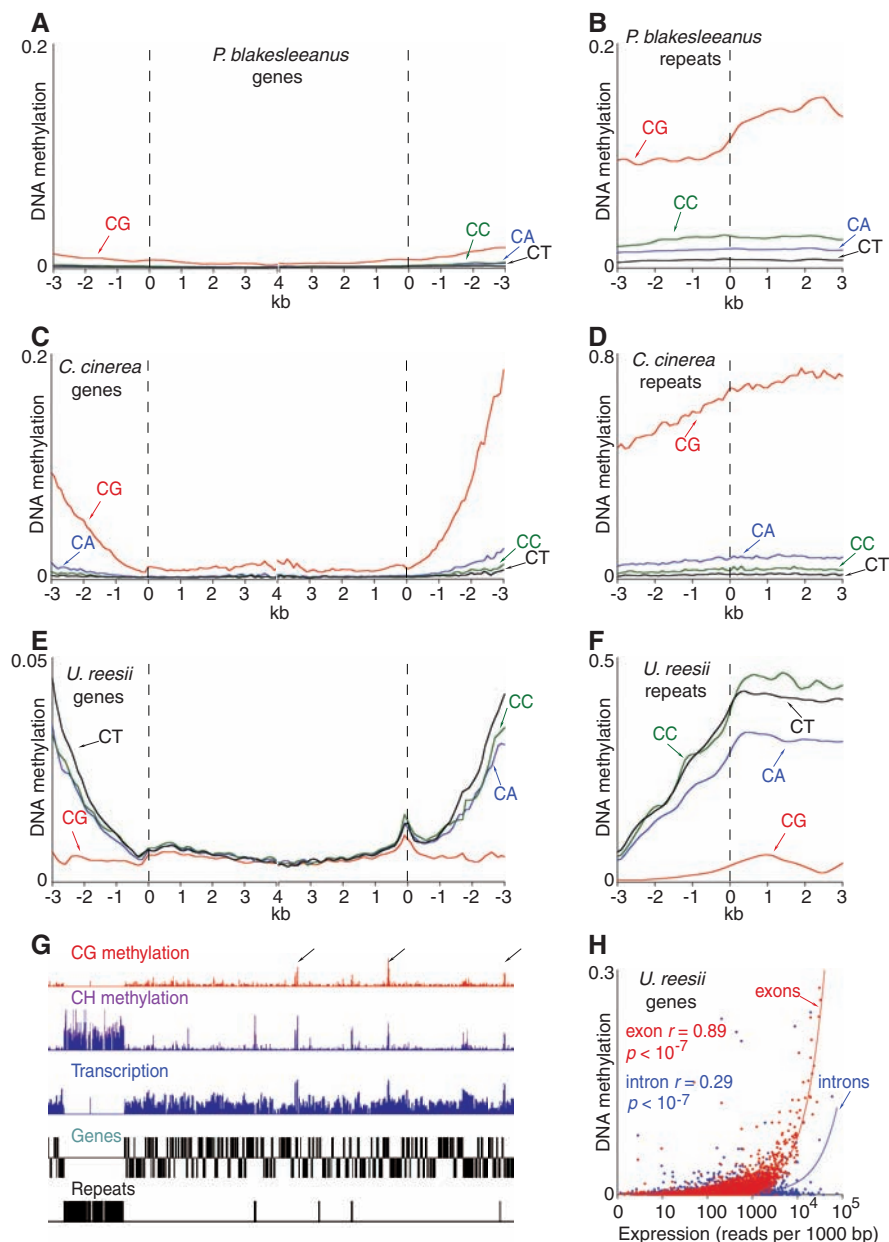 A
0.2
P. blakesleeanus
genes
DNA methylation
CG
CC
CA
CT
0
-3 -2 -1 0 1 2 3 4 3 2 1 0 -1 -2 -3
kb
B
0.2
P. blakesleeanus
repeats
DNA methylation
CG
CC
CA
CT
0
-3 -2 -1 0 1 2 3
kb
C
0.2
C. cinerea
genes
DNA methylation
CG
CA
CC
CT
0
-3 -2 -1 0 1 2 3 4 3 2 1 0 -1 -2 -3
kb
D
0.8
C. cinerea
repeats
DNA methylation
CG
CA
CC
CT
0
-3 -2 -1 0 1 2 3
kb
E
0.05
U. reesii
genes
DNA methylation
CT
CC
CA
CG
0
-3 -2 -1 0 1 2 3 4 3 2 1 0 -1 -2 -3
kb
F
0.5
U. reesii
repeats
DNA methylation
CC
CT
CA
CG
0
-3 -2 -1 0 1 2 3
kb
G
CG methylation
CH methylation
Transcription
Genes
Repeats
H
0.3
U. reesii
genes
exons
exon r = 0.89
p < 10⁻⁷
introns
intron r = 0.29
p < 10⁻⁷
DNA methylation
0
0 10 100 1000 10⁴ 10⁵
Expression (reads per 1000 bp)